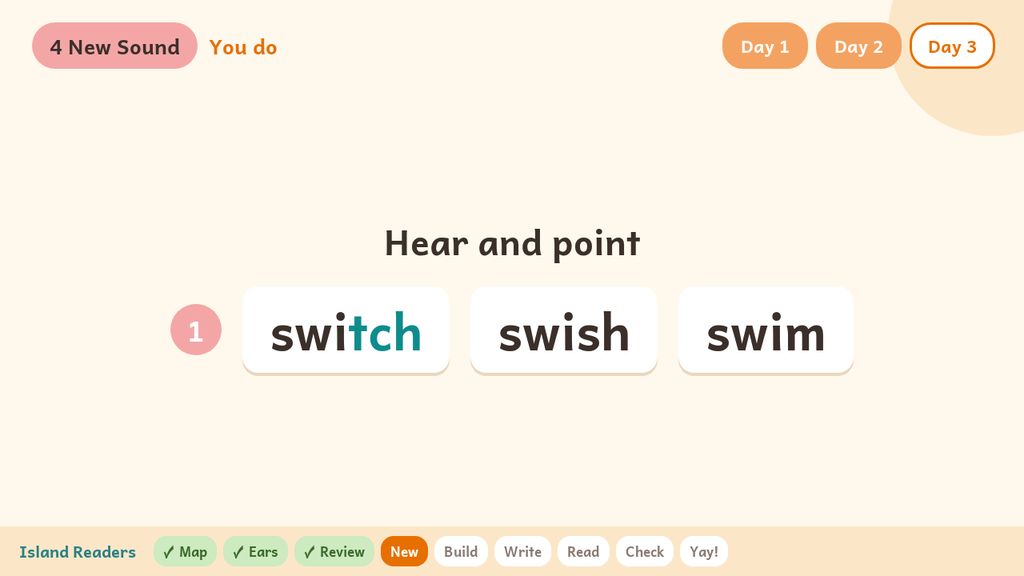 4 New Sound You do Day 1 Day 2 Day 3
Hear and point
1 switch swish swim
Island Readers ✓ Map ✓ Ears ✓ Review New Build Write Read Check Yay!